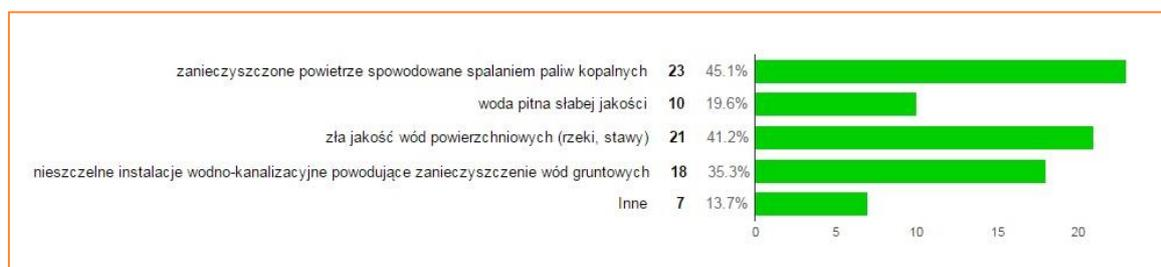 zanieczyszczone powietrze spowodowane spalaniem paliw kopalnych 23 45.1%
woda pitna słabej jakości 10 19.6%
zła jakość wód powierzchniowych (rzeki, stawy) 21 41.2%
nieszczelne instalacje wodno-kanalizacyjne powodujące zanieczyszczenie wód gruntowych 18 35.3%
Inne 7 13.7%
0 5 10 15 20